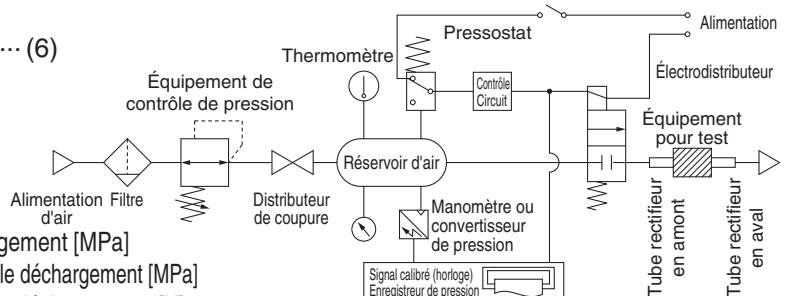 ··· (6)
Thermomètre
Pressostat
Alimentation
Équipement de
contrôle de pression
Contrôle
Circuit
Électrodistributeur
Équipement
pour test
Réservoir d'air
Alimentation
d'air
Filtre
Distributeur
de coupure
Manomètre ou
convertisseur
de pression
Tube rectifieur
en amont
Tube rectifieur
en aval
gement [MPa]
le déchargement [MPa]
Signal calibré (horloge)
Enregistreur de pression